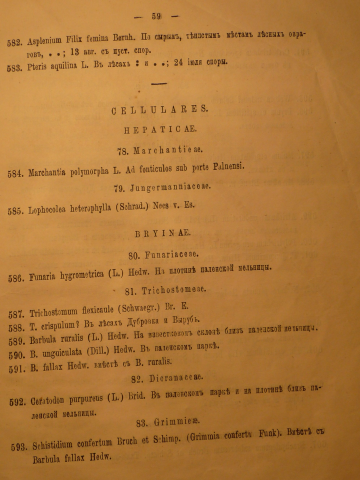 — 59 —
582. Asplenium Filix femina Bernh. По сырымъ, тѣнистымъ мѣстамъ лѣсныхъ овраговъ, • •; 13 авг. съ пуст. спор.
583. Pteris aquilina L. Въ лѣсахъ : и • •; 24 іюля споры.
CELLULARES.
HEPATICAE.
78. Marchantieae.
584. Marchantia polymorpha L. Ad fonticulos sub ponte Palnensi.
79. Jungermanniaceae.
585. Lophocolea heterophylla (Schrad.) Nees v. Es.
BRYINAE.
80. Funariaceae.
586. Funaria hygrometrica (L.) Hedw. На плотинѣ паленской мельницы.
81. Trichostomeae.
587. Trichostomum flexicaule (Schwaegr.) Br. E.
588. T. crispulum? Въ лѣсахъ Дубровка и Вырубъ.
589. Barbula ruralis (L.) Hedw. На склонѣ близъ паленской мельницы.
590. B. unguiculata (Dill.) Hedw. Въ паленскомъ паркѣ.
591. B. fallax Hedw. вмѣстѣ съ B. ruralis.
82. Dicranaceae.
592. Ceratodon purpureus (L.) Brid. Въ паленскомъ паркѣ и на плотинѣ близъ паленской мельницы.
83. Grimmieae.
593. Schistidium confertum Bruch et Schimp. (Grimmia conferta Funk). Вмѣстѣ съ
Barbula fallax Hedw.